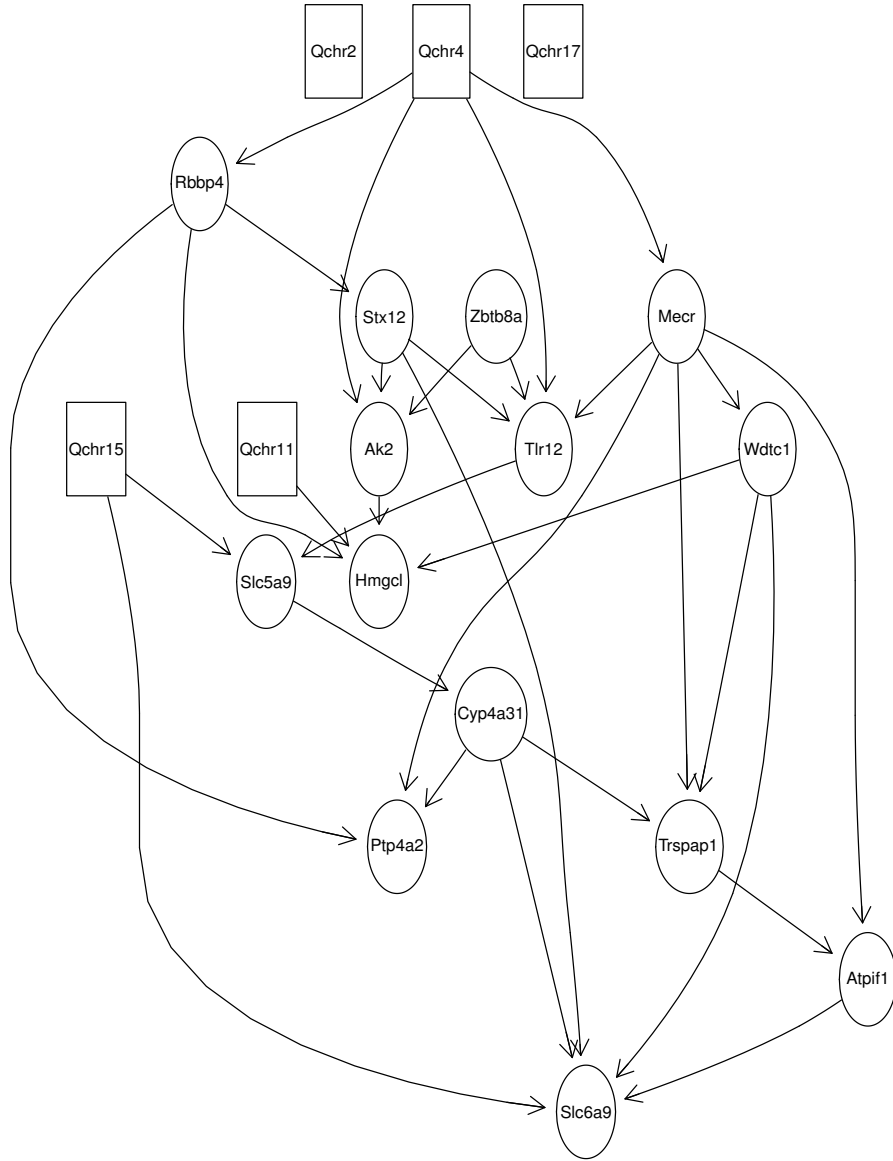 Qchr2
Qchr4
Qchr17
Rbbp4
Stx12
Zbtb8a
Mecr
Qchr15
Qchr11
Ak2
Tlr12
Wdtc1
Slc5a9
Hmgcl
Cyp4a31
Ptp4a2
Trspap1
Atpif1
Slc6a9